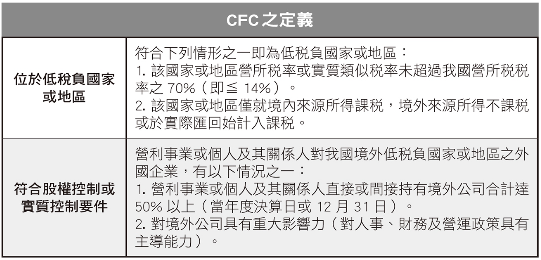 CFC 之定義
位於低稅負國家
或地區
符合下列情形之一即為低稅負國家或地區：
1. 該國家或地區營所稅率或實質類似稅率未超過我國營所稅稅
率之 70%（即≦ 14%）。
2. 該國家或地區僅就境內來源所得課稅，境外來源所得不課稅
或於實際匯回始計入課稅。
符合股權控制或
實質控制要件
營利事業或個人及其關係人對我國境外低稅負國家或地區之外
國企業，有以下情況之一：
1. 營利事業或個人及其關係人直接或間接持有境外公司合計達
50% 以上（當年度決算日或 12 月 31 日）。
2. 對境外公司具有重大影響力（對人事、財務及營運政策具有
主導能力）。